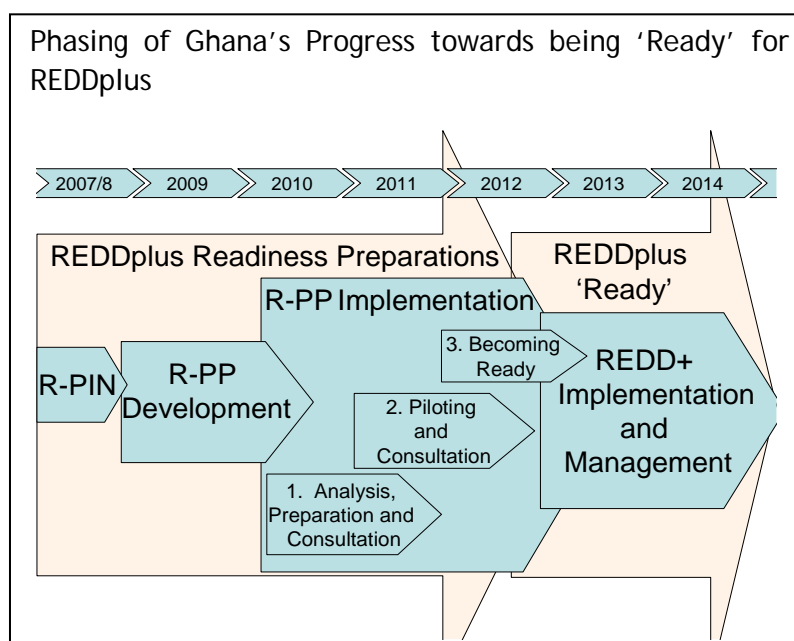 Phasing of Ghana's Progress towards being 'Ready' for
REDDplus
2007/8
2009
2010
2011
2012
2013
2014
REDDplus Readiness Preparations
REDDplus
'Ready'
R-PP Implementation
3. Becoming
Ready
R-PIN
R-PP
Development
REDD+
Implementation
and
Management
2. Piloting
and
Consultation
1. Analysis,
Preparation and
Consultation